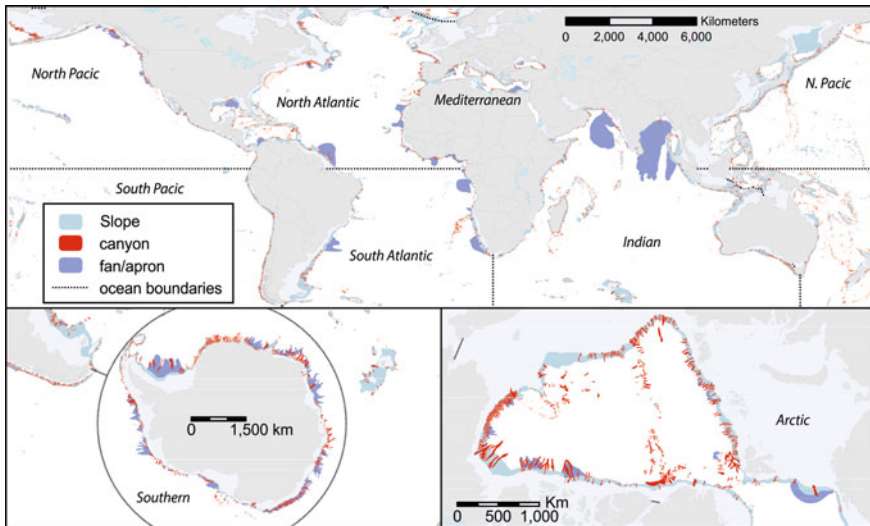 Kilometers
0 2,000 4,000 6,000
North Pacic
North Atlantic
Mediterranean
N. Pacic
South Pacic
Slope
canyon
fan/apron
ocean boundaries
South Atlantic
Indian
0 1,500 km
Southern
Arctic
Km
0 500 1,000